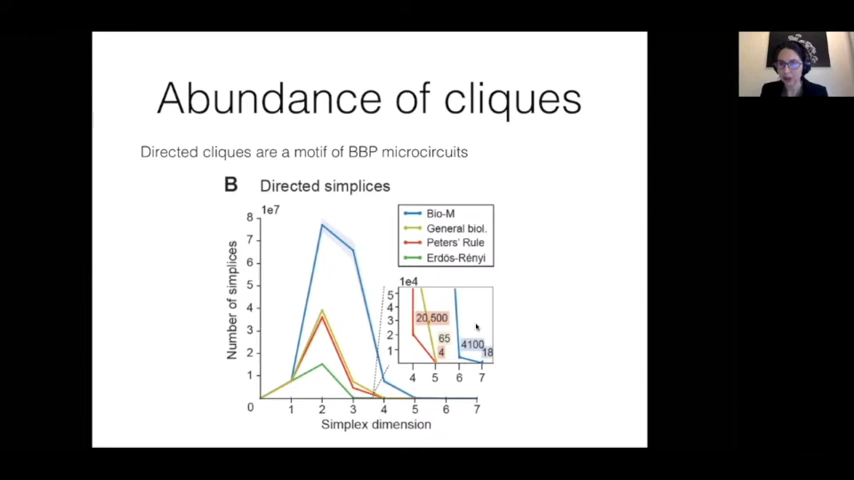 Abundance of cliques
Directed cliques are a motif of BBP microcircuits
B Directed simplices
1e7
8
7
6
5
4
3
2
1
0
Number of simplices
Bio-M
General biol.
Peters' Rule
Erdös-Rényi
1e4
5
4
3
2
1
20,500
65
4
4100
18
4 5 6 7
1 2 3 4 5 6 7
Simplex dimension